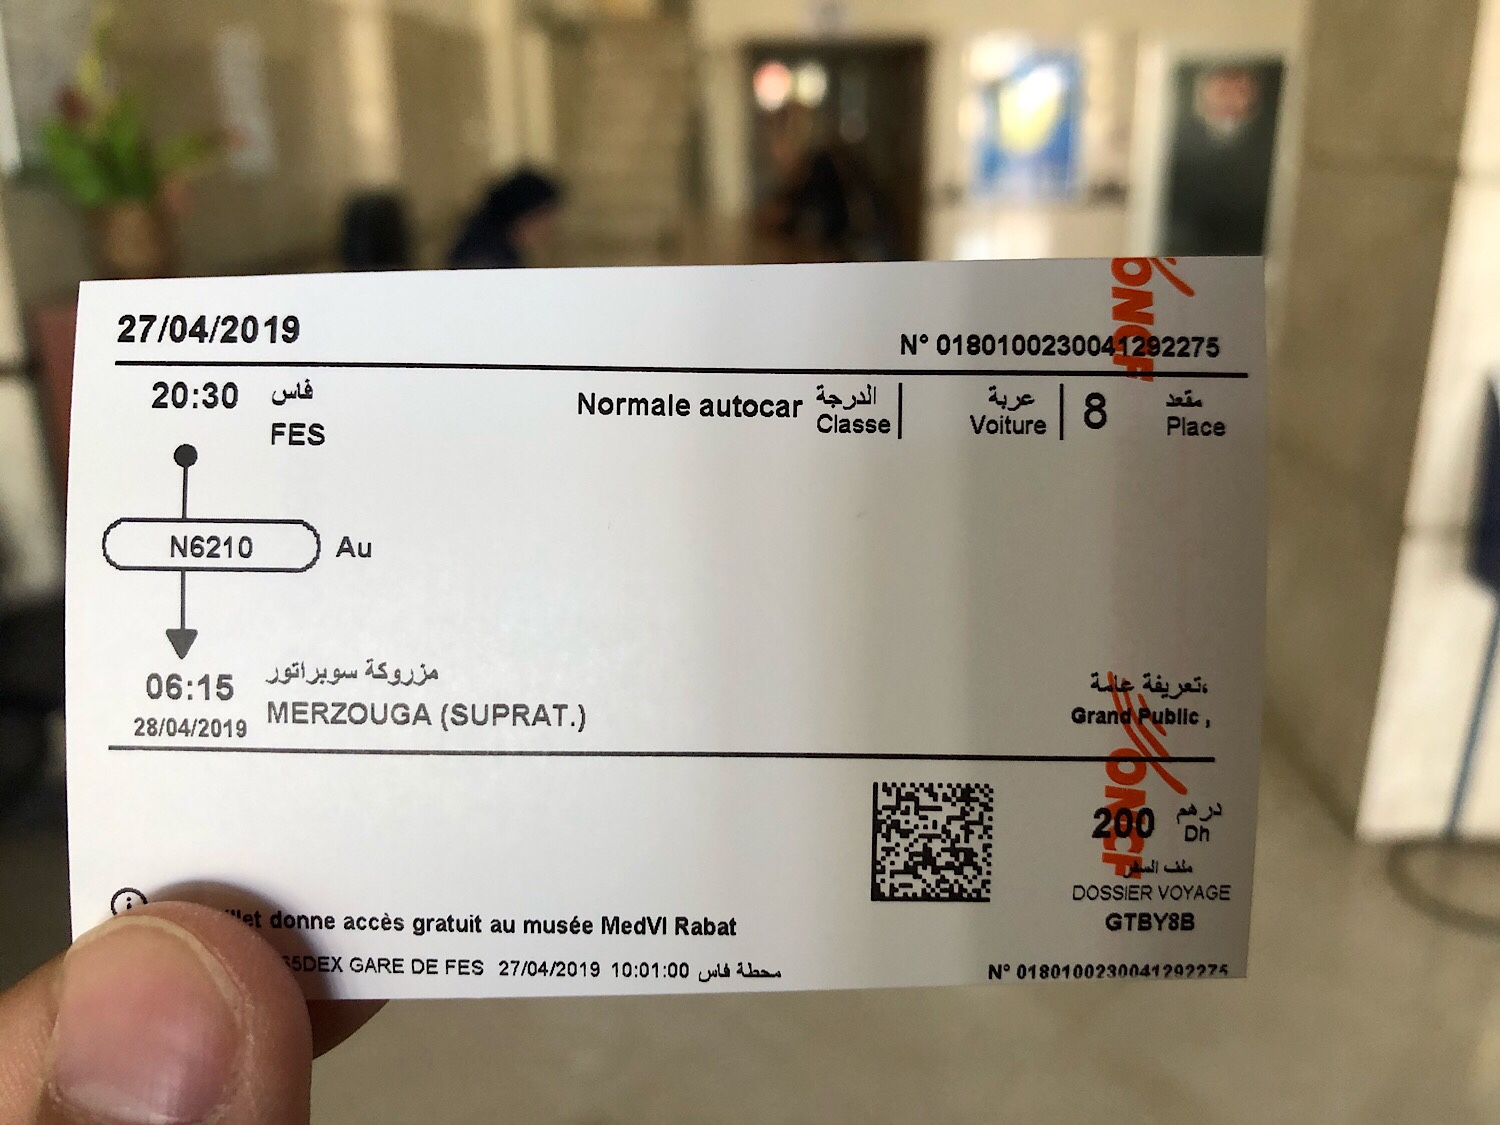 ONCF
27/04/2019
N° 0180100230041292275
20:30 فاس
FES
Normale autocar الدرجة Classe
عربة Voiture
8 مقعد Place
N6210 Au
06:15 مزروكة سوبراتور
28/04/2019 MERZOUGA (SUPRAT.)
تعريفة عامة،
Grand Public ,
ONCF
200 درهم Dh
ملف السفر
DOSSIER VOYAGE
GTBY8B
donne accès gratuit au musée MedVI Rabat
GARE DE FES 27/04/2019 10:01:00 محطة فاس
N° 0180100230041292275